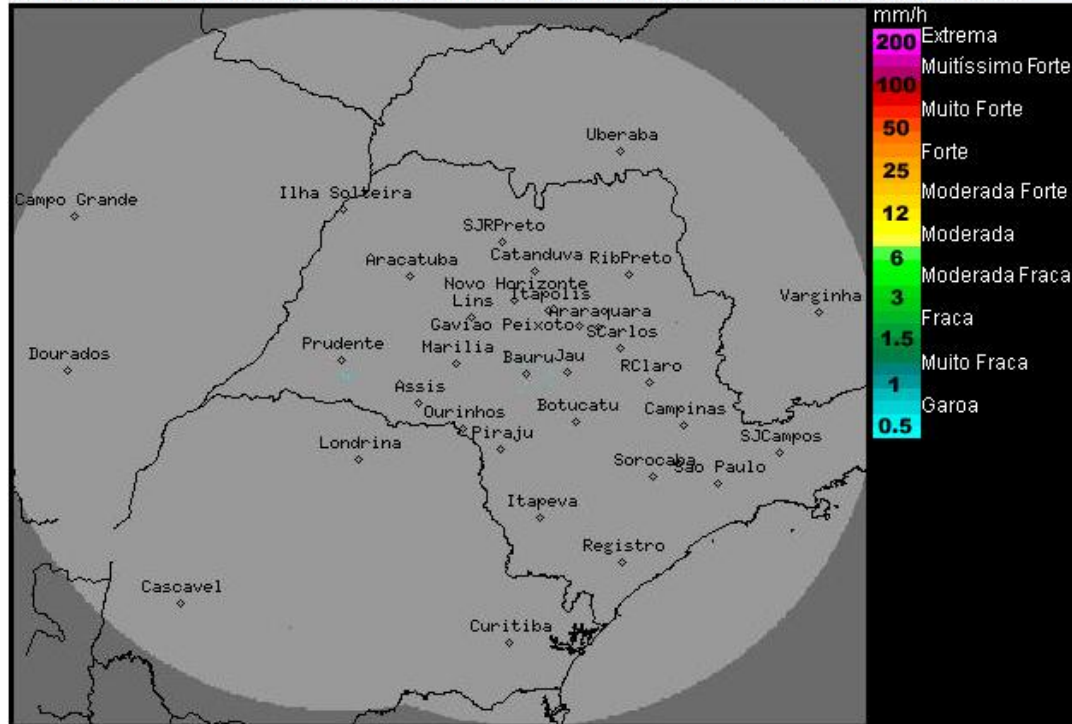 mm/h
200 Extrema
Muitíssimo Forte
100
Muito Forte
50
Forte
25
Moderada Forte
12
Moderada
6
Moderada Fraca
3
Fraca
1.5
Muito Fraca
1
Garoa
0.5
Uberaba
Ilha Solteira
Campo Grande
SJRPreto
Catanduva
RibPreto
Aracatuba
Novo Horizonte
Itapolis
Lins
Araraquara
Varginha
Gaviao Peixoto
SCarlos
Prudente
Dourados
Marilia
Bauru
Jau
RClaro
Assis
Ourinhos
Botucatu
Campinas
Piraju
Londrina
SJCampos
Sorocaba
Sao Paulo
Itapeva
Registro
Cascavel
Curitiba